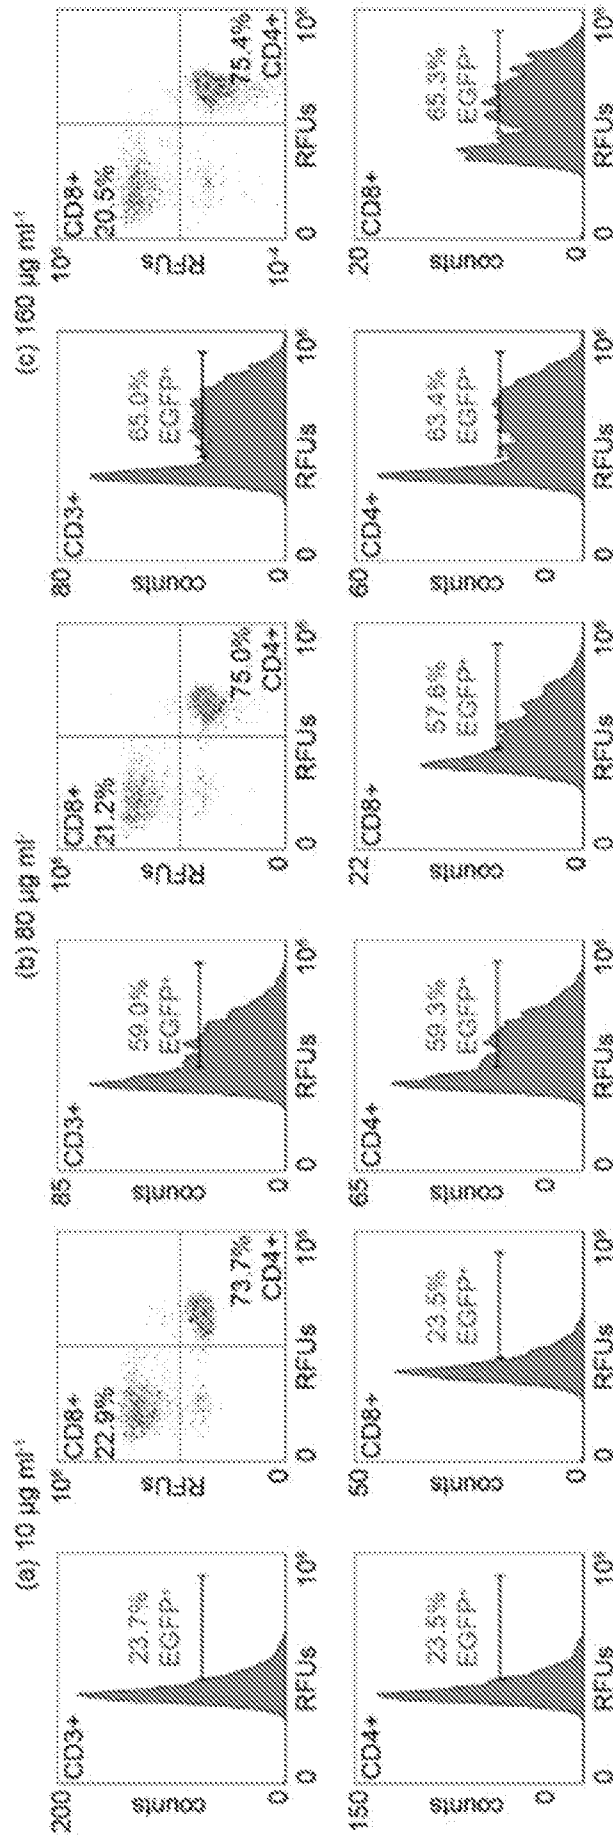 (a) 10 µg ml⁻¹
200
CD3+
counts
23.7%
EGFP⁺
0
0
RFUs
10⁶
10⁶
CD8+
22.9%
RFUs
73.7%
CD4+
0
0
RFUs
10⁶
150
CD4+
counts
23.5%
EGFP⁺
0
0
RFUs
10⁶
50
CD8+
counts
23.5%
EGFP⁺
0
0
RFUs
10⁶
(b) 80 µg ml⁻
85
CD3+
counts
59.0%
EGFP⁺
0
0
RFUs
10⁶
10⁶
CD8+
21.2%
RFUs
75.0%
CD4+
0
0
RFUs
10⁶
65
CD4+
counts
59.3%
EGFP⁺
0
0
RFUs
10⁶
22
CD8+
counts
57.6%
EGFP⁺
0
0
RFUs
10⁶
(c) 160 µg ml⁻¹
80
CD3+
counts
65.0%
EGFP⁺
0
0
RFUs
10⁶
10⁶
CD8+
20.5%
RFUs
75.4%
CD4+
0
RFUs
10⁶
60
CD4+
counts
63.4%
EGFP⁺
0
0
RFUs
10⁶
20
CD8+
counts
65.3%
EGFP⁺
0
0
RFUs
10⁶